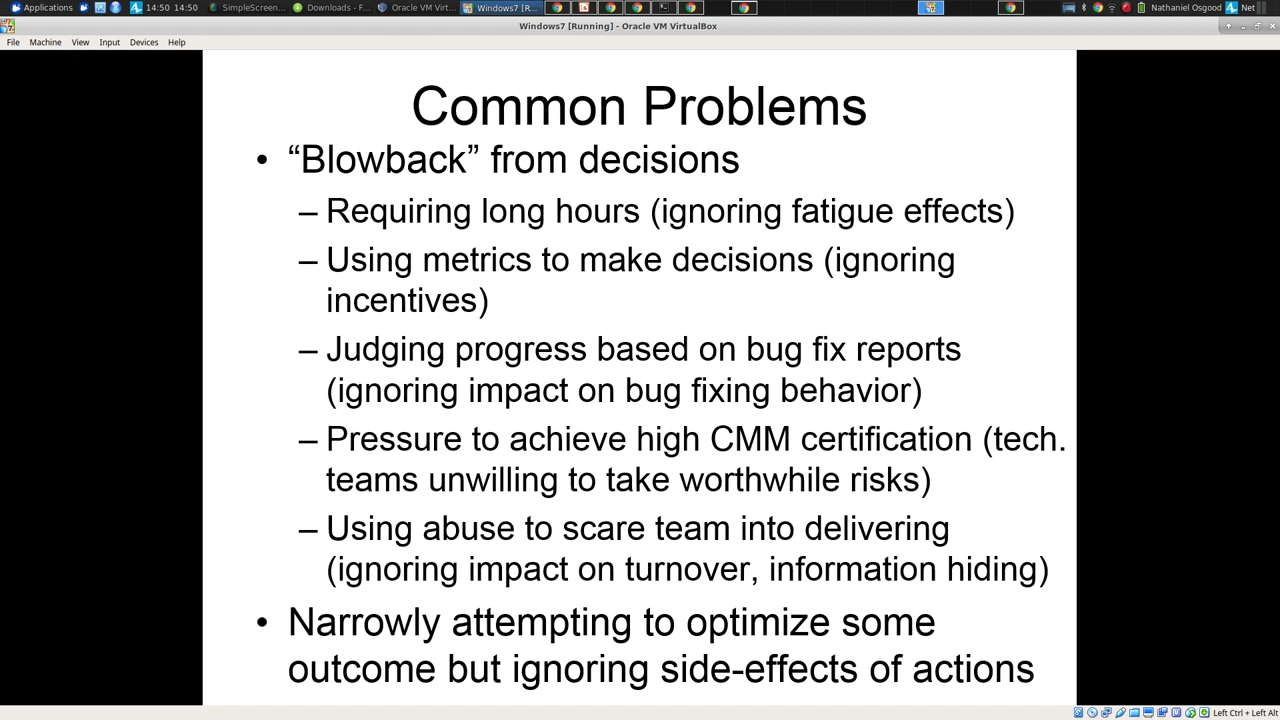 Applications
14:50 14:50
SimpleScreen...
Downloads - F...
Oracle VM Virt...
Windows7 [R...
Nathaniel Osgood
Net
Windows7 [Running] - Oracle VM VirtualBox
File Machine View Input Devices Help
Common Problems
• “Blowback” from decisions
– Requiring long hours (ignoring fatigue effects)
– Using metrics to make decisions (ignoring
incentives)
– Judging progress based on bug fix reports
(ignoring impact on bug fixing behavior)
– Pressure to achieve high CMM certification (tech.
teams unwilling to take worthwhile risks)
– Using abuse to scare team into delivering
(ignoring impact on turnover, information hiding)
• Narrowly attempting to optimize some
outcome but ignoring side-effects of actions
Left Ctrl + Left Alt